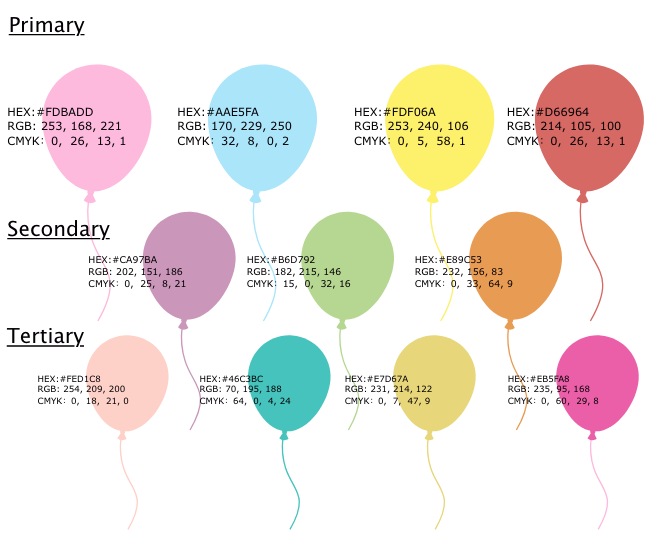 Primary
HEX:#FDBADD
RGB: 253, 168, 221
CMYK: 0, 26, 13, 1
HEX:#AAE5FA
RGB: 170, 229, 250
CMYK: 32, 8, 0, 2
HEX:#FDF06A
RGB: 253, 240, 106
CMYK: 0, 5, 58, 1
HEX:#D66964
RGB: 214, 105, 100
CMYK: 0, 26, 13, 1
Secondary
HEX:#CA97BA
RGB: 202, 151, 186
CMYK: 0, 25, 8, 21
HEX:#B6D792
RGB: 182, 215, 146
CMYK: 15, 0, 32, 16
HEX:#E89C53
RGB: 232, 156, 83
CMYK: 0, 33, 64, 9
Tertiary
HEX:#FED1C8
RGB: 254, 209, 200
CMYK: 0, 18, 21, 0
HEX:#46C3BC
RGB: 70, 195, 188
CMYK: 64, 0, 4, 24
HEX:#E7D67A
RGB: 231, 214, 122
CMYK: 0, 7, 47, 9
HEX:#EB5FA8
RGB: 235, 95, 168
CMYK: 0, 60, 29, 8